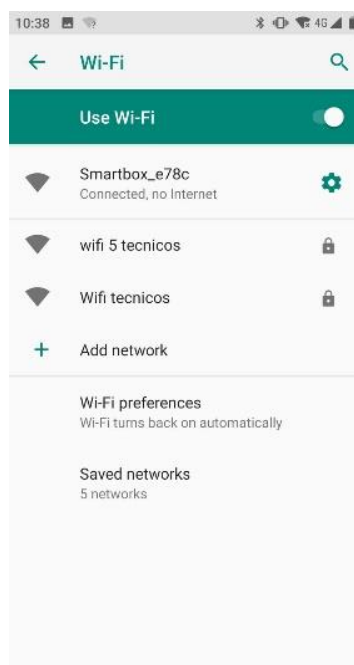 10:38
4G
Wi-Fi
Use Wi-Fi
Smartbox_e78c
Connected, no Internet
wifi 5 tecnicos
Wifi tecnicos
Add network
Wi-Fi preferences
Wi-Fi turns back on automatically
Saved networks
5 networks